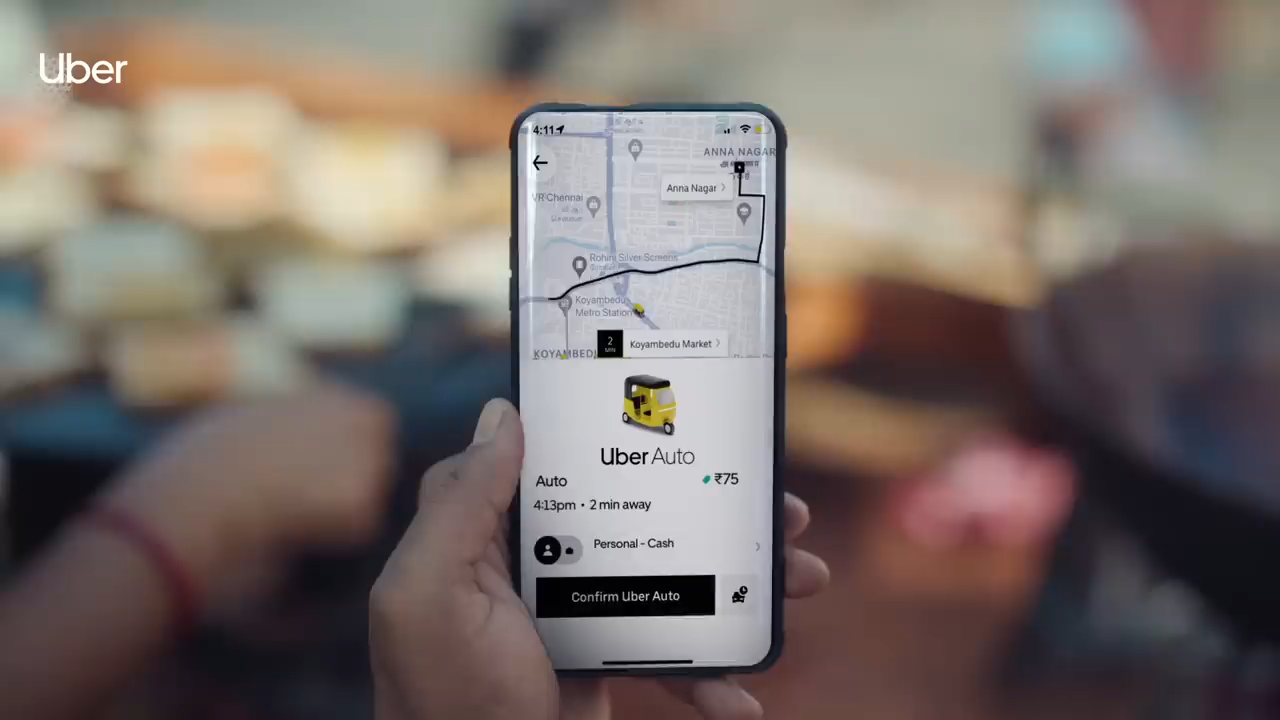 Uber
4:11
ANNA NAGAR
Anna Nagar
VR Chennai
Rohini Silver Screens
Koyambedu
Metro Station
2
MIN
Koyambedu Market
Uber Auto
Auto
₹75
4:13pm • 2 min away
Personal - Cash
Confirm Uber Auto